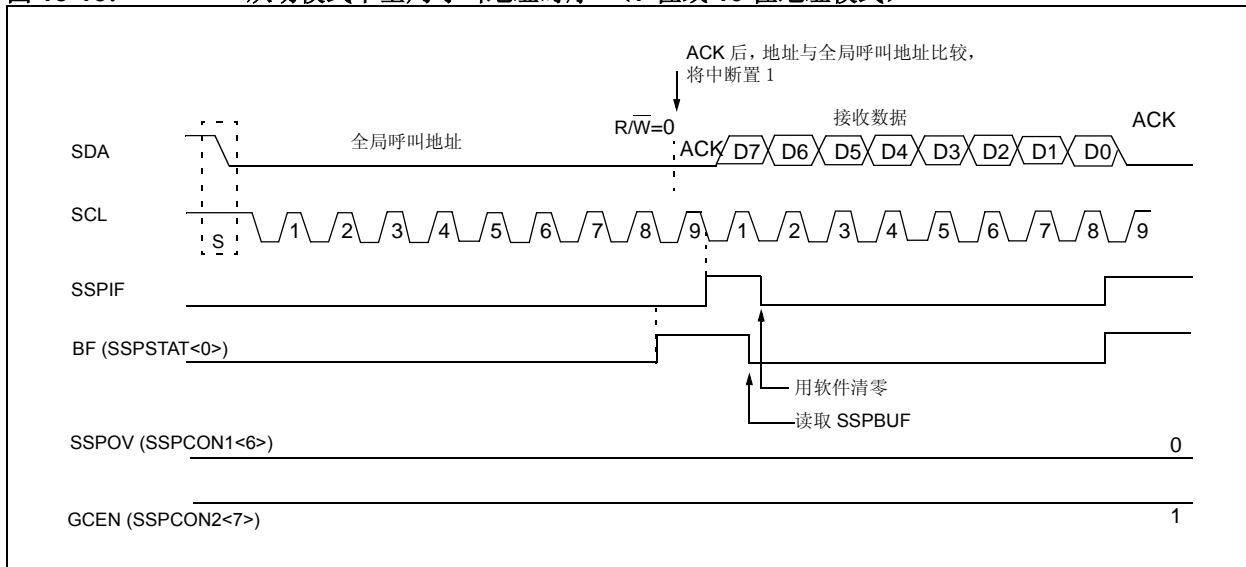 ACK 后，地址与全局呼叫地址比较，
将中断置 1
R/W=0
接收数据
ACK
SDA
全局呼叫地址
ACK D7 D6 D5 D4 D3 D2 D1 D0
SCL
S
1 2 3 4 5 6 7 8 9 1 2 3 4 5 6 7 8 9
SSPIF
BF (SSPSTAT<0>)
用软件清零
读取 SSPBUF
SSPOV (SSPCON1<6>)
0
GCEN (SSPCON2<7>)
1